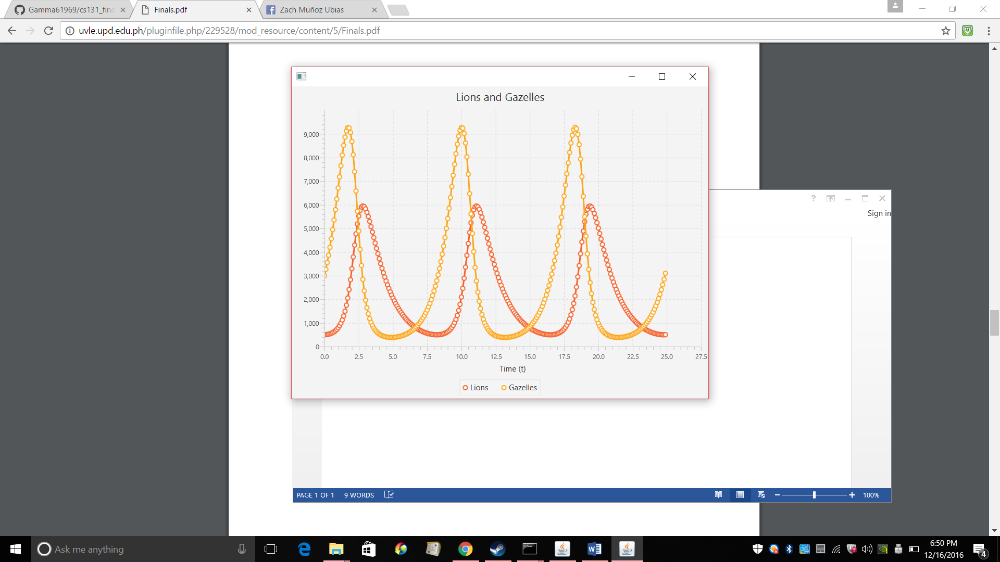 Gamma61969/cs131_fina
Finals.pdf
Zach Muñoz Ubias
uvle.upd.edu.ph/pluginfile.php/229528/mod_resource/content/5/Finals.pdf
Lions and Gazelles
9,000
8,000
7,000
6,000
5,000
4,000
3,000
2,000
1,000
0
0.0 2.5 5.0 7.5 10.0 12.5 15.0 17.5 20.0 22.5 25.0 27.5
Time (t)
Lions Gazelles
?
Sign in
PAGE 1 OF 1 9 WORDS 100%
Ask me anything
6:50 PM
12/16/2016
4